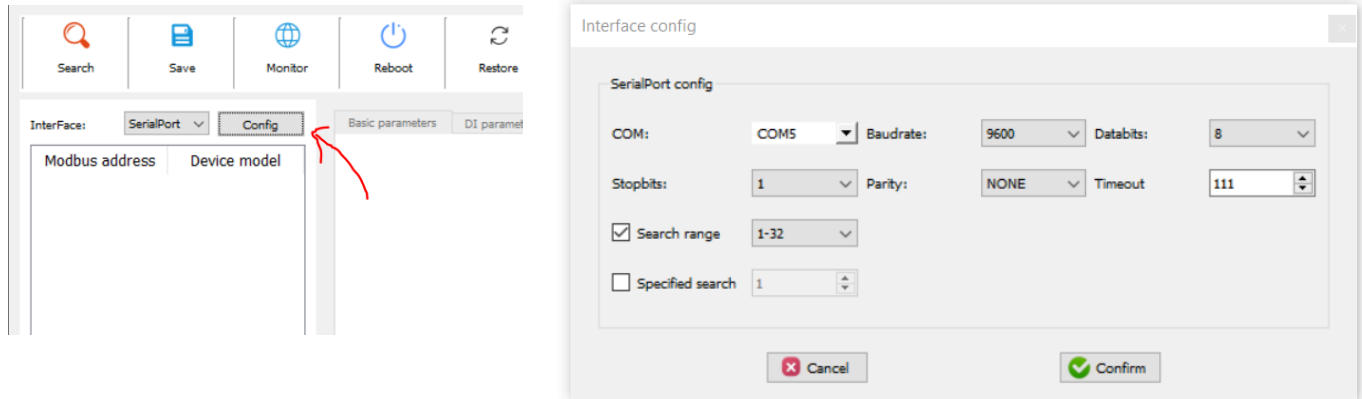 Search Save Monitor Reboot Restore
InterFace: SerialPort Config
Basic parameters DI paramet
Modbus address Device model
Interface config
SerialPort config
COM: COM5 Baudrate: 9600 Databits: 8
Stopbits: 1 Parity: NONE Timeout 111
Search range 1-32
Specified search 1
Cancel Confirm